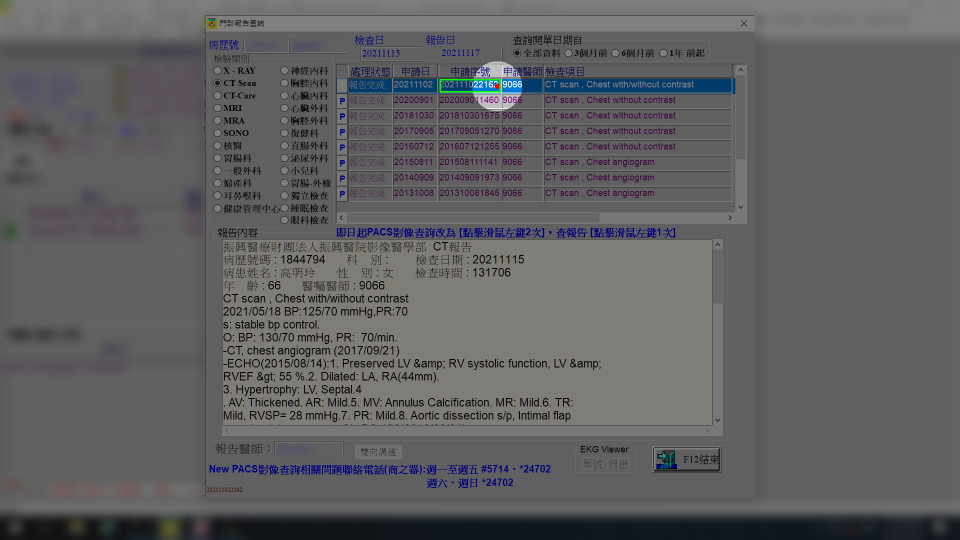 門診報告查詢
病歷號
檢查日 報告日
20211115 20211117
查詢開單日期自
全部資料 3個月前 6個月前 1年 前起
檢驗類別
X - RAY 神經內科
CT Scan 胸腔內科
CT-Care 心臟內科
MRI 心臟外科
MRA 胸腔外科
SONO 復健科
核醫 直腸外科
胃腸科 泌尿外科
一般外科 小兒科
婦產科 胃腸-外檢
耳鼻喉科 獨立檢查
健康管理中心 睡眠檢查
眼科檢查
處理狀態 申請日 申請序號 申請醫師 檢查項目
報告完成 20211102 202111022162 9066 CT scan , Chest with/without contrast
P 報告完成 20200901 202009011460 9066 CT scan , Chest without contrast
P 報告完成 20181030 201810301675 9066 CT scan , Chest without contrast
P 報告完成 20170905 201709051270 9066 CT scan , Chest without contrast
P 報告完成 20160712 201607121255 9066 CT scan , Chest without contrast
P 報告完成 20150811 201508111141 9066 CT scan , Chest angiogram
P 報告完成 20140909 201409091973 9066 CT scan , Chest angiogram
P 報告完成 20131008 201310081845 9066 CT scan , Chest angiogram
報告內容
即日起PACS影像查詢改為 [點擊滑鼠左鍵2次]，查報告 [點擊滑鼠左鍵1次]
振興醫療財團法人振興醫院影像醫學部 CT報告
病歷號碼 : 1844794 科 別 : 檢查日期 : 20211115
病患姓名 : 高明玲 性 別 : 女 檢查時間 : 131706
年 齡 : 66 醫囑醫師 : 9066
CT scan , Chest with/without contrast
2021/05/18 BP:125/70 mmHg,PR:70
s: stable bp control.
O: BP: 130/70 mmHg, PR: 70/min.
-CT, chest angiogram (2017/09/21)
-ECHO(2015/08/14):1. Preserved LV &amp; RV systolic function, LV &amp;
RVEF &gt; 55 %.2. Dilated: LA, RA(44mm).
3. Hypertrophy: LV, Septal.4
. AV: Thickened. AR: Mild.5. MV: Annulus Calcification. MR: Mild.6. TR:
Mild, RVSP= 28 mmHg.7. PR: Mild.8. Aortic dissection s/p, Intimal flap
報告醫師 :
雙向溝通
EKG Viewer
單號 病患
F12結束
New PACS影像查詢相關問題聯絡電話(商之器):週一至週五 #5714、*24702
週六、週日 *24702
202111022162